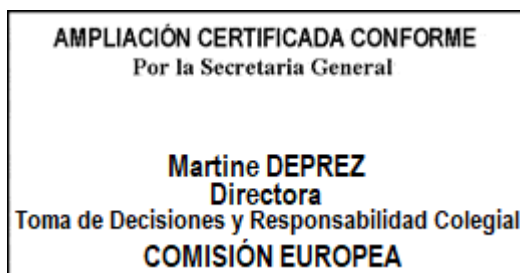 AMPLIACIÓN CERTIFICADA CONFORME
Por la Secretaria General
Martine DEPREZ
Directora
Toma de Decisiones y Responsabilidad Colegial
COMISIÓN EUROPEA